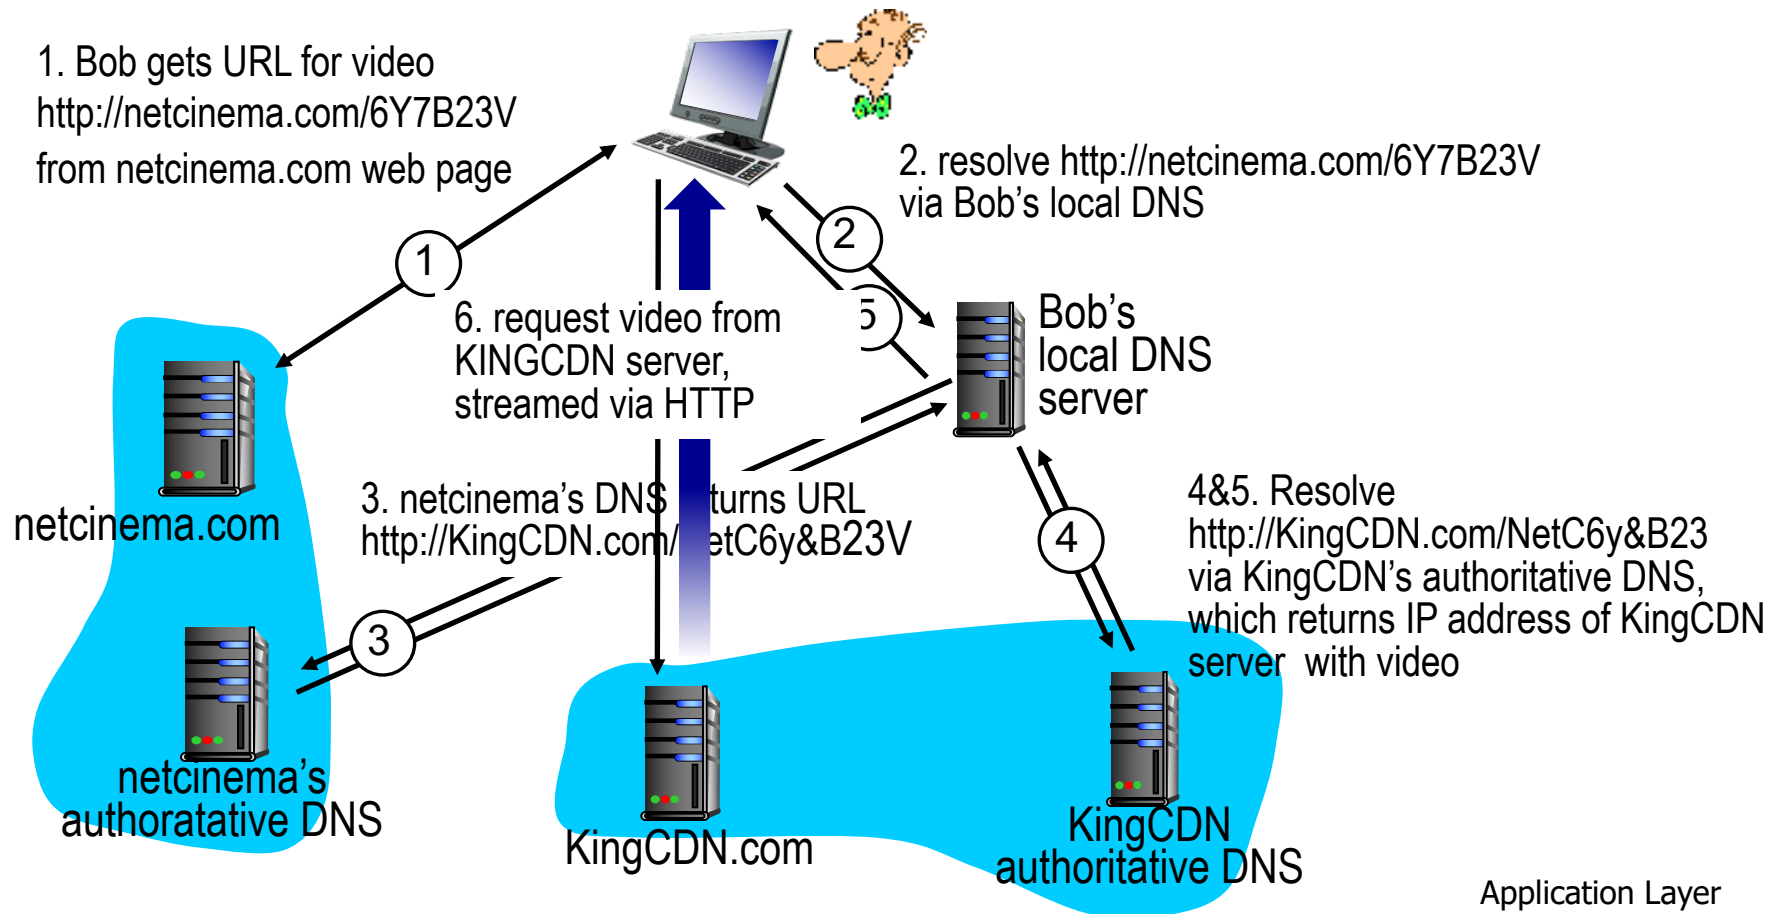 1. Bob gets URL for video
http://netcinema.com/6Y7B23V
from netcinema.com web page
2. resolve http://netcinema.com/6Y7B23V
via Bob's local DNS
1
2
5
6. request video from
KINGCDN server,
streamed via HTTP
Bob's
local DNS
server
netcinema.com
3. netcinema's DNS turns URL
http://KingCDN.com/ etC6y&B23V
4&5. Resolve
http://KingCDN.com/NetC6y&B23
via KingCDN's authoritative DNS,
which returns IP address of KingCDN
server with video
4
3
netcinema's
authoratative DNS
KingCDN.com
KingCDN
authoritative DNS
Application Layer